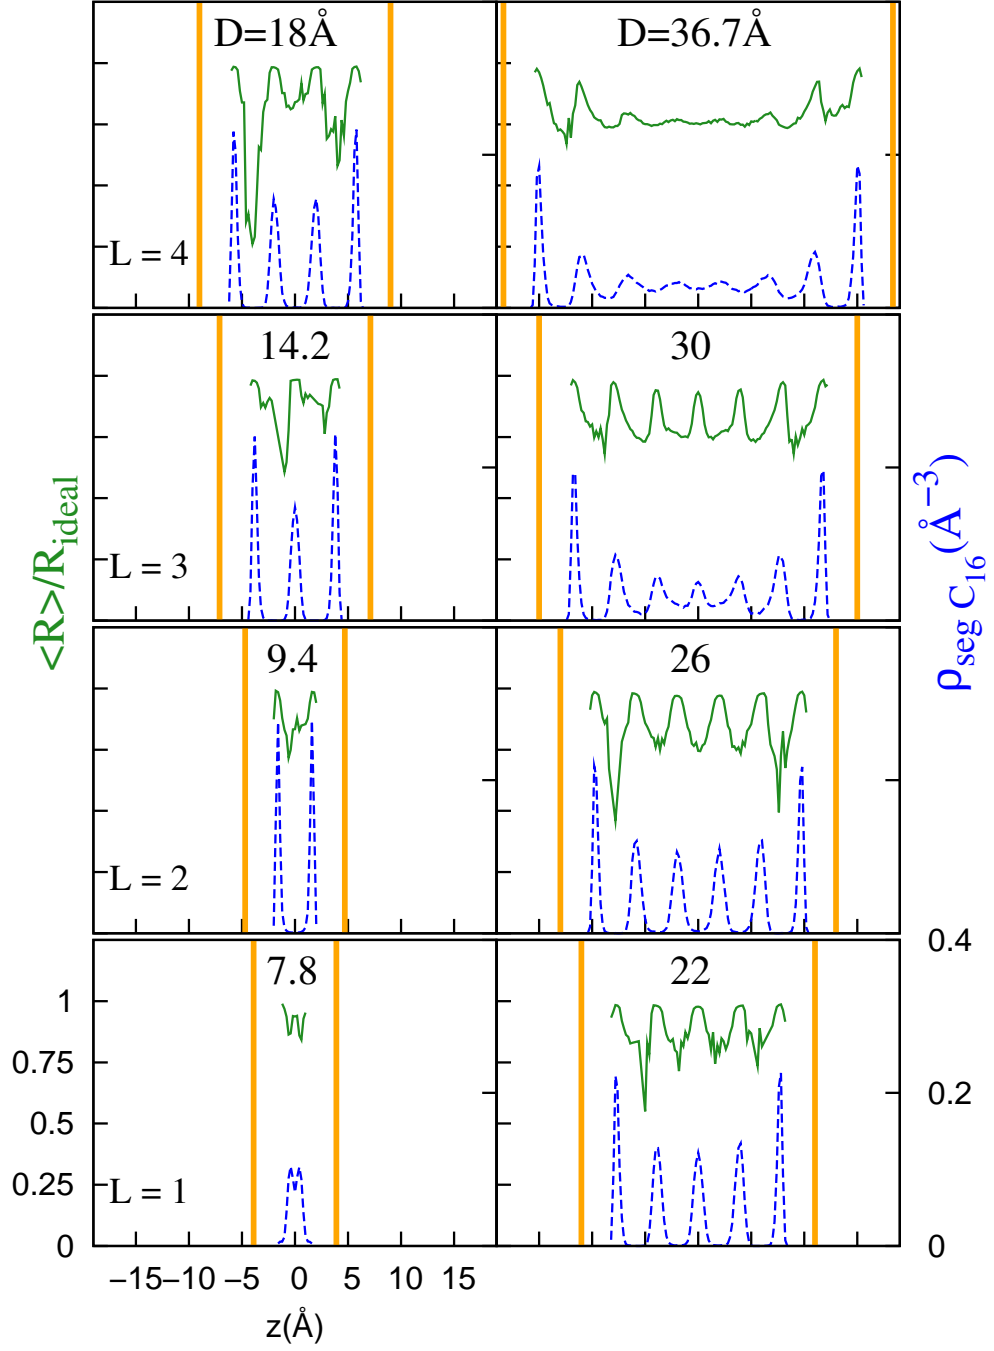 D=18Å
D=36.7Å
L = 4
14.2
30
L = 3
9.4
26
L = 2
7.8
22
L = 1
<R>/R_ideal
ρ_seg C_16 (Å^−3)
1
0.75
0.5
0.25
0
0.4
0.2
0
−15 −10 −5 0 5 10 15
z(Å)